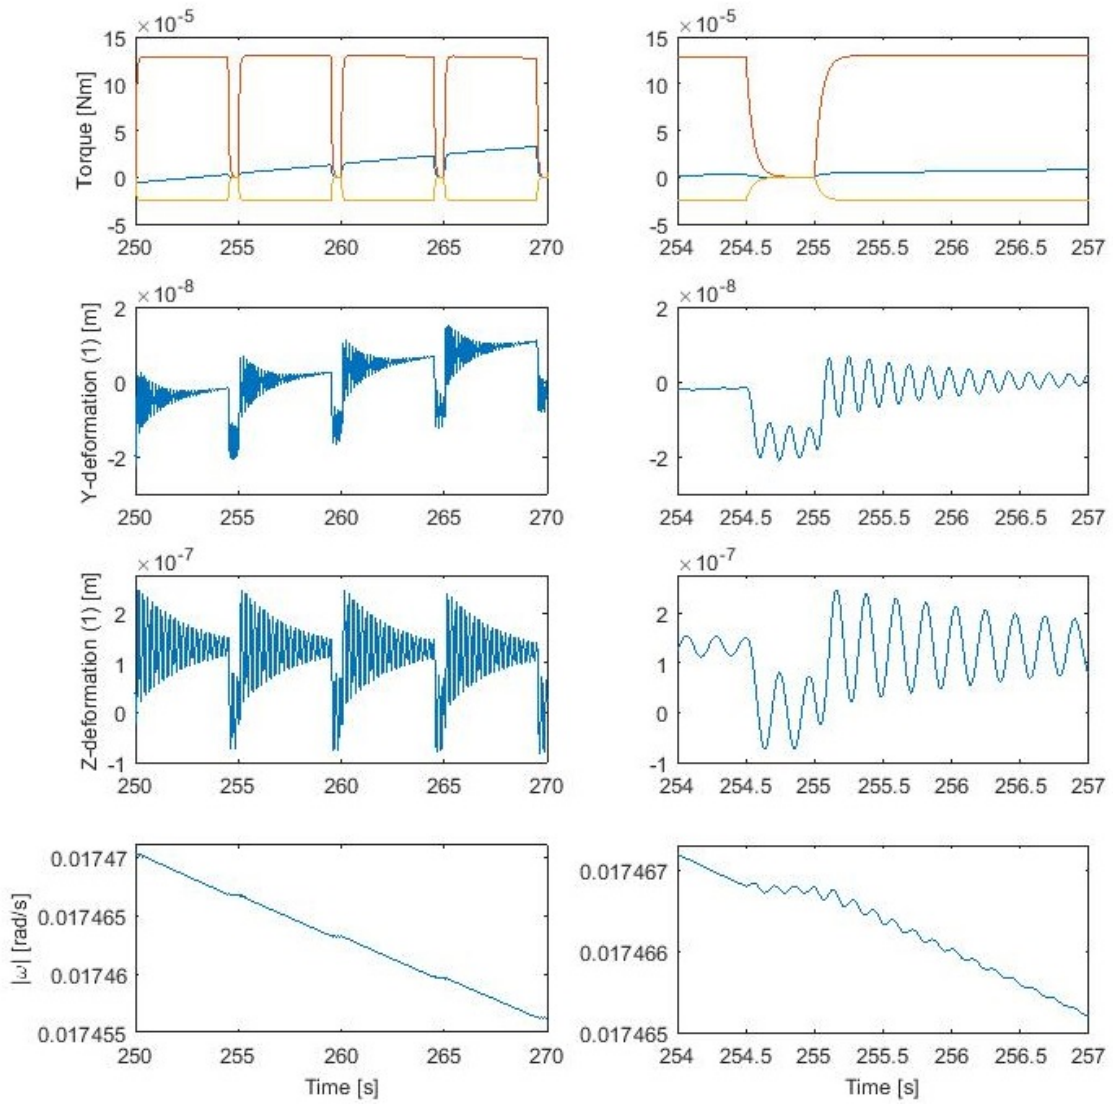 ×10^-5 ×10^-5
15 10 5 0 -5
Torque [Nm]
250 255 260 265 270
15 10 5 0 -5
254 254.5 255 255.5 256 256.5 257
×10^-8 ×10^-8
2 0 -2
Y-deformation (1) [m]
250 255 260 265 270
2 0 -2
254 254.5 255 255.5 256 256.5 257
×10^-7 ×10^-7
2 1 0 -1
Z-deformation (1) [m]
250 255 260 265 270
2 1 0 -1
254 254.5 255 255.5 256 256.5 257
0.01747 0.017465 0.01746 0.017455
|ω| [rad/s]
250 255 260 265 270
Time [s]
0.017467 0.017466 0.017465
254 254.5 255 255.5 256 256.5 257
Time [s]